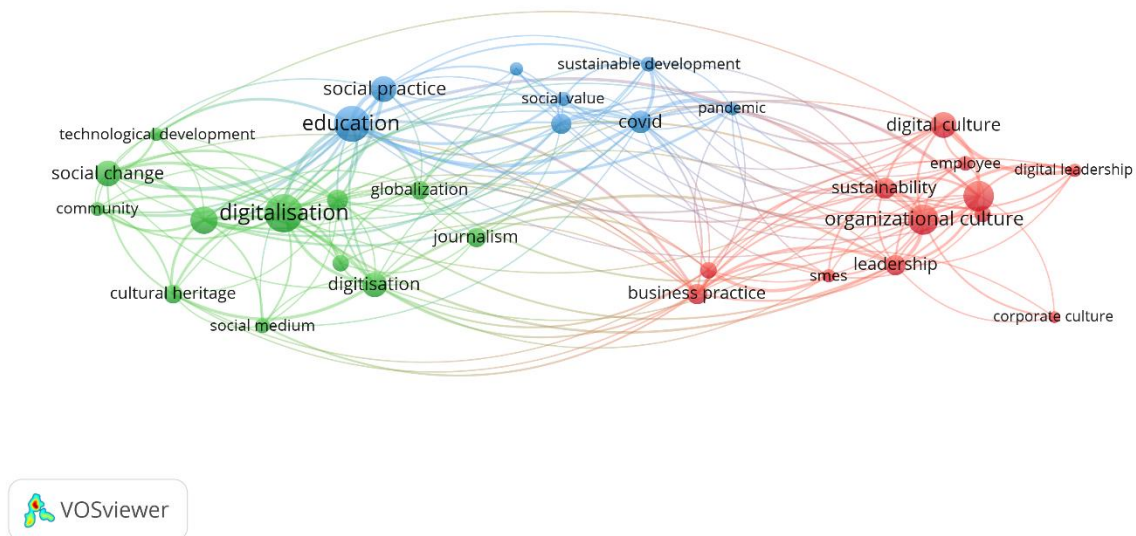 sustainable development
social practice
social value
pandemic
education
covid
digital culture
technological development
employee
social change
digital leadership
globalization
sustainability
community
digitalisation
organizational culture
journalism
leadership
smes
digitisation
cultural heritage
business practice
corporate culture
social medium
VOSviewer